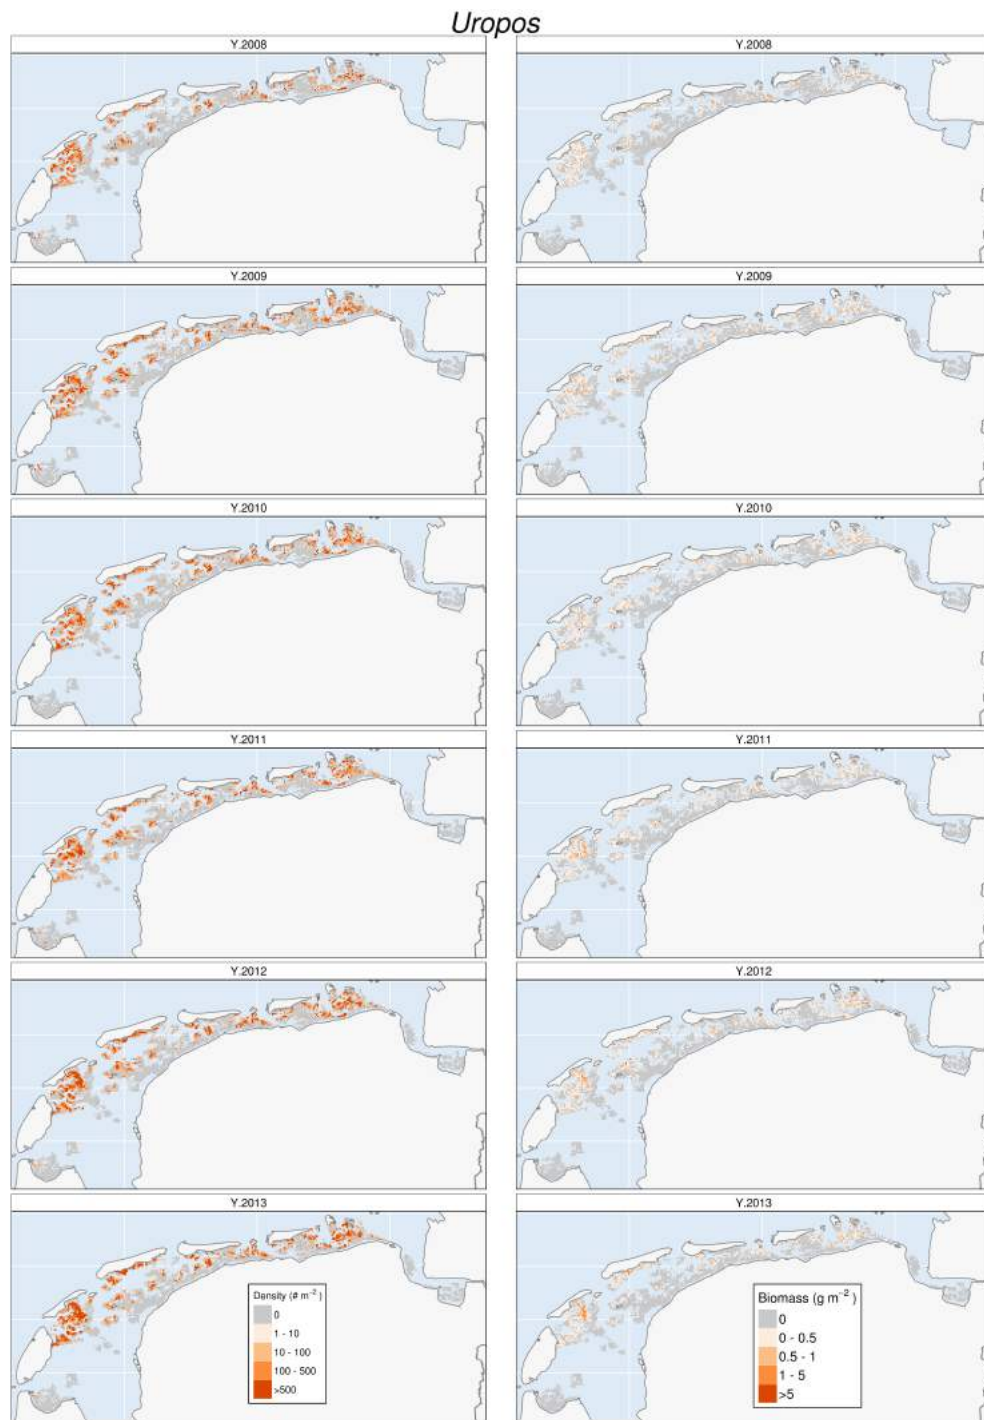 Uropos
Y.2008
Y.2008
Y.2009
Y.2009
Y.2010
Y.2010
Y.2011
Y.2011
Y.2012
Y.2012
Y.2013
Y.2013
Density (# m⁻²)
0
1 - 10
10 - 100
100 - 500
>500
Biomass (g m⁻²)
0
0 - 0.5
0.5 - 1
1 - 5
>5